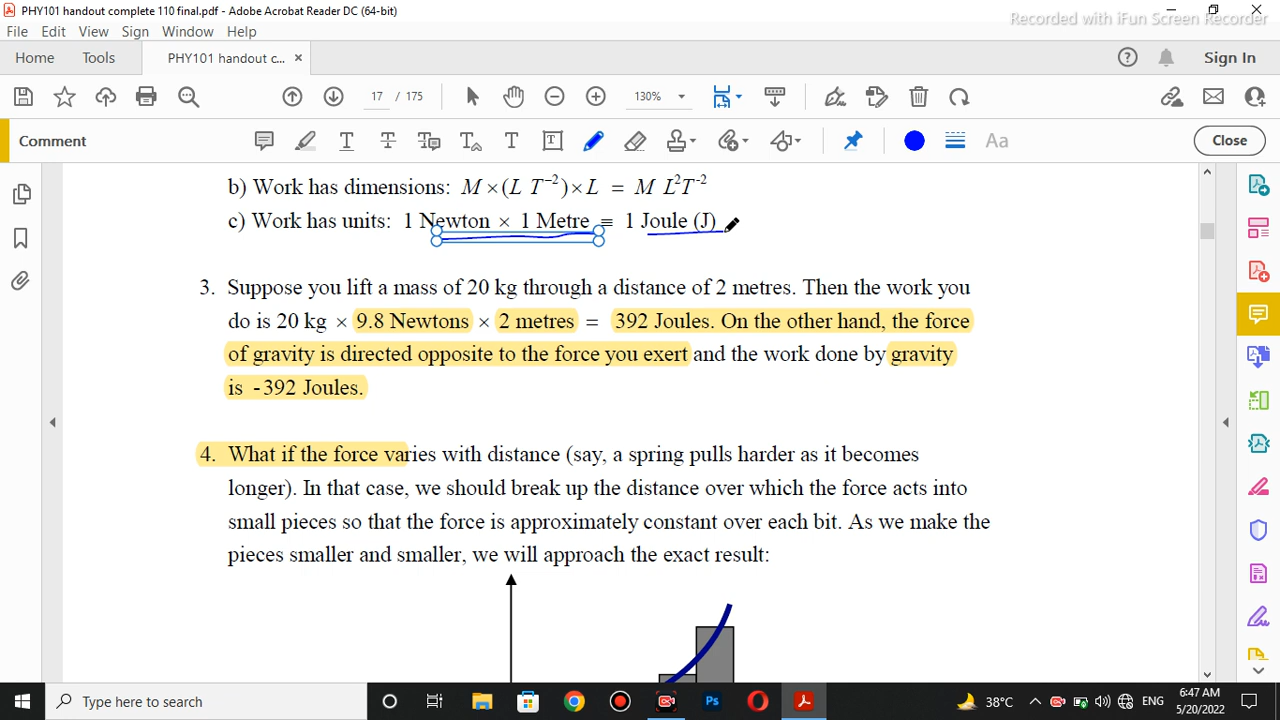 PHY101 handout complete 110 final.pdf - Adobe Acrobat Reader DC (64-bit)
Recorded with iFun Screen Recorder
File Edit View Sign Window Help
Home Tools PHY101 handout c... × Sign In
17 / 175 130%
Comment Close
b) Work has dimensions: M ×(L T⁻²)× L = M L²T⁻²
c) Work has units: 1 Newton × 1 Metre ≡ 1 Joule (J)
3. Suppose you lift a mass of 20 kg through a distance of 2 metres. Then the work you
do is 20 kg × 9.8 Newtons × 2 metres = 392 Joules. On the other hand, the force
of gravity is directed opposite to the force you exert and the work done by gravity
is -392 Joules.
4. What if the force varies with distance (say, a spring pulls harder as it becomes
longer). In that case, we should break up the distance over which the force acts into
small pieces so that the force is approximately constant over each bit. As we make the
pieces smaller and smaller, we will approach the exact result:
Type here to search 38°C ENG 6:47 AM
5/20/2022